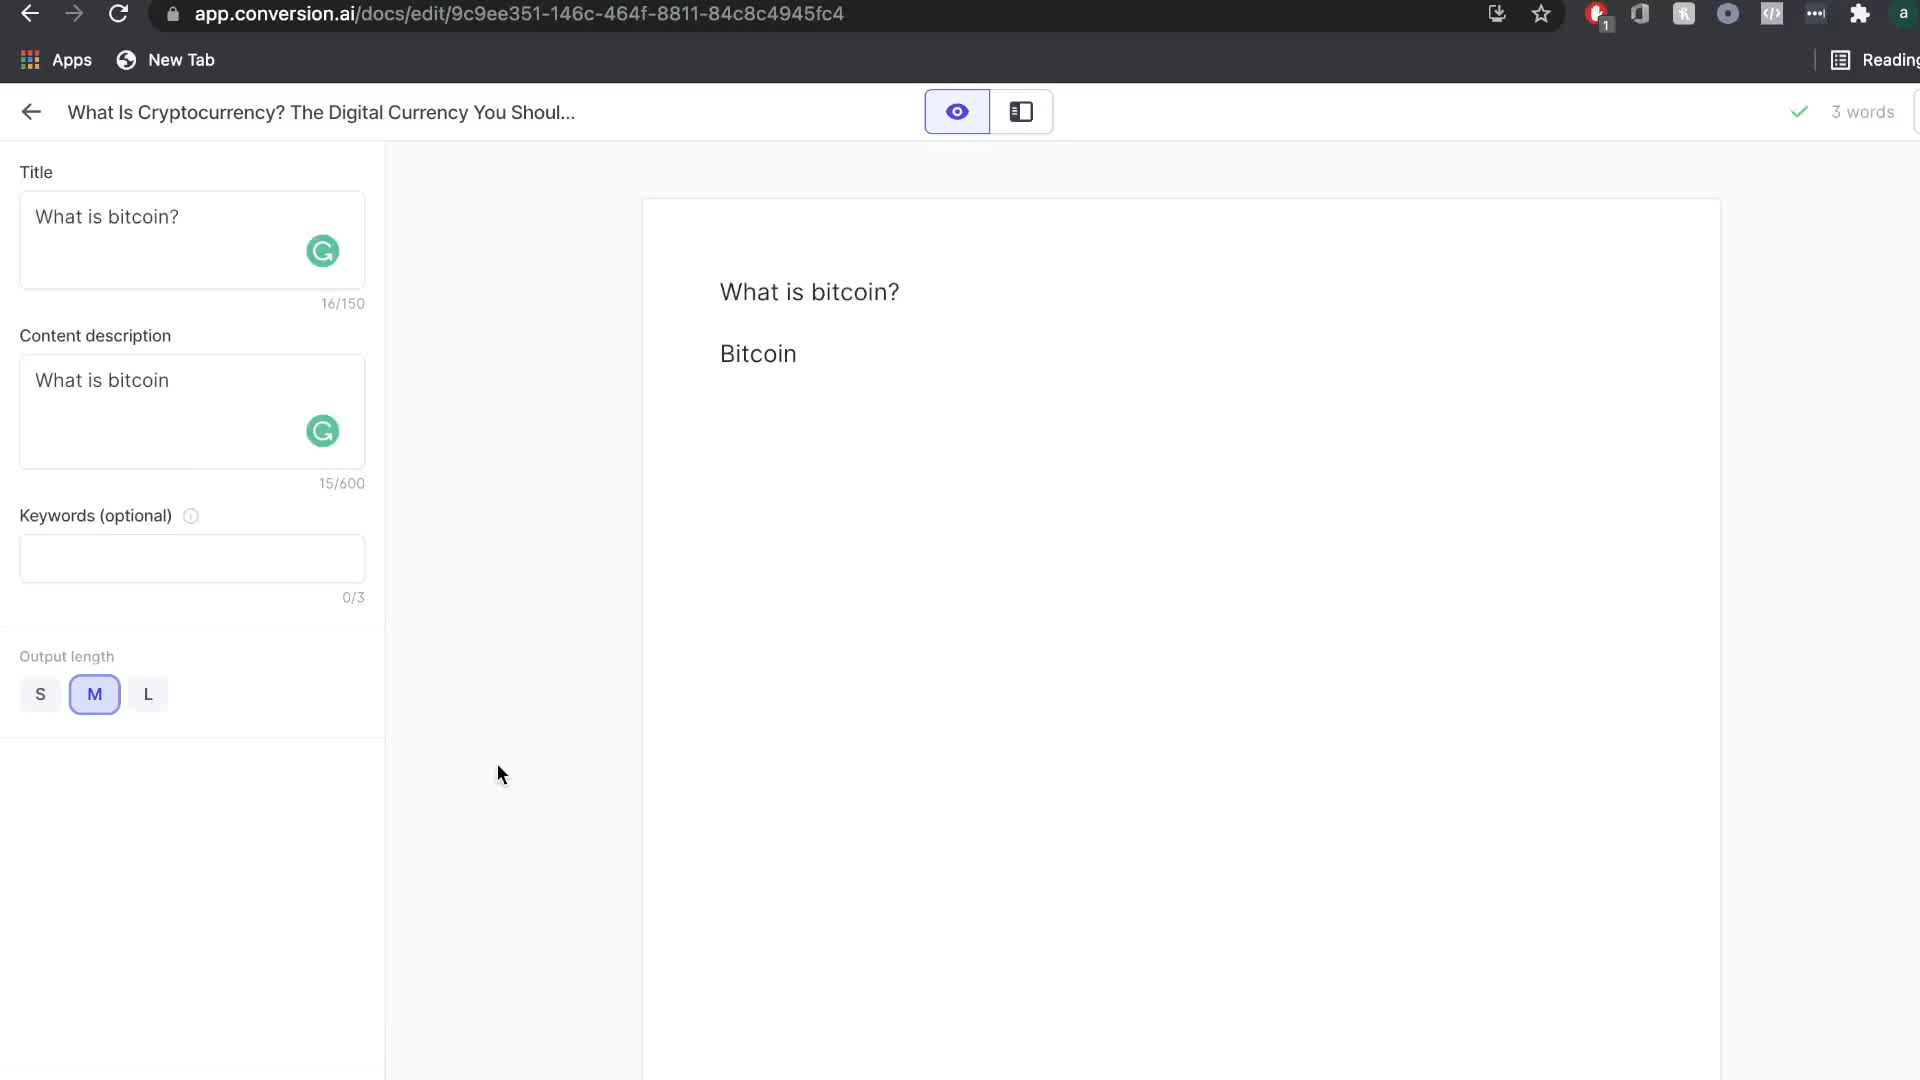 app.conversion.ai/docs/edit/9c9ee351-146c-464f-8811-84c8c4945fc4
1
a
Apps
New Tab
Reading
What Is Cryptocurrency? The Digital Currency You Shoul...
3 words
Title
What is bitcoin?
16/150
Content description
What is bitcoin
15/600
Keywords (optional)
0/3
Output length
S
M
L
What is bitcoin?
Bitcoin